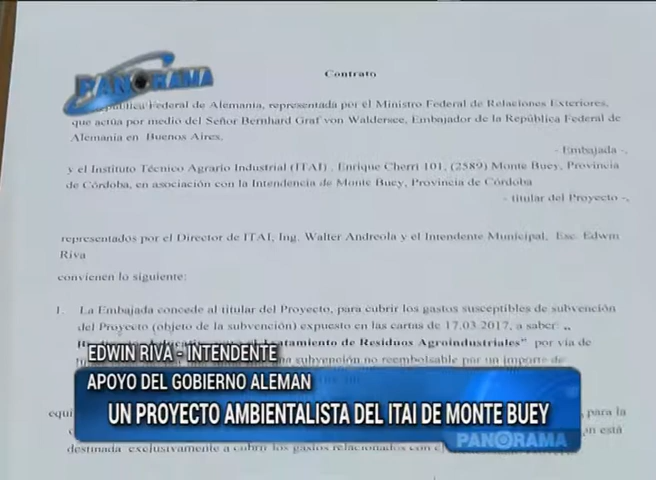 PANORAMA
Contrato
pública Federal de Alemania, representada por el Ministro Federal de Relaciones Exteriores,
que actúa por medio del Señor Bernhard Graf von Waldersee, Embajador de la República Federal de
Alemania en Buenos Aires,
- Embajada -,
y el Instituto Técnico Agrario Industrial (ITAI) , Enrique Cherri 101, (2589) Monte Buey, Provincia
de Córdoba, en asociación con la Intendencia de Monte Buey, Provincia de Córdoba
- titular del Proyecto -,
representados por el Director de ITAI, Ing. Walter Andreola y el Intendente Municipal, Esc. Edwin
Riva
convienen lo siguiente:
1. La Embajada concede al titular del Proyecto, para cubrir los gastos susceptibles de subvención
del Proyecto (objeto de la subvención) expuesto en las cartas de 17.03.2017, a saber: „
tratamiento de Residuos Agroindustriales" por vía de
una subvención no reembolsable por un importe de
EDWIN RIVA - INTENDENTE
APOYO DEL GOBIERNO ALEMAN
UN PROYECTO AMBIENTALISTA DEL ITAI DE MONTE BUEY
PANORAMA
equi , para la
está
destinada exclusivamente a cubrir los gastos relacionados con